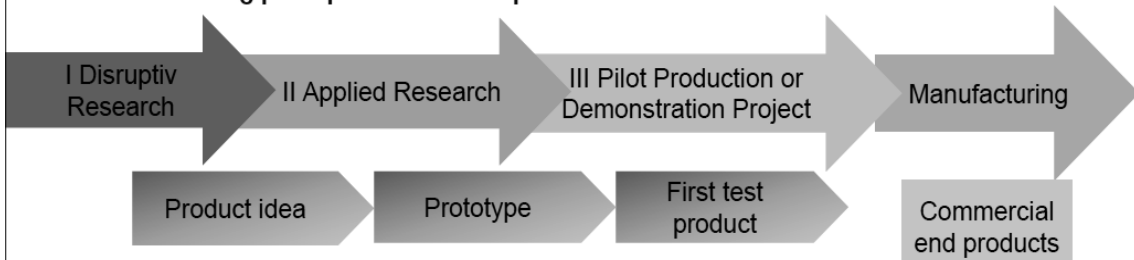 I Disruptiv
Research
II Applied Research
III Pilot Production or
Demonstration Project
Manufacturing
Product idea
Prototype
First test
product
Commercial
end products